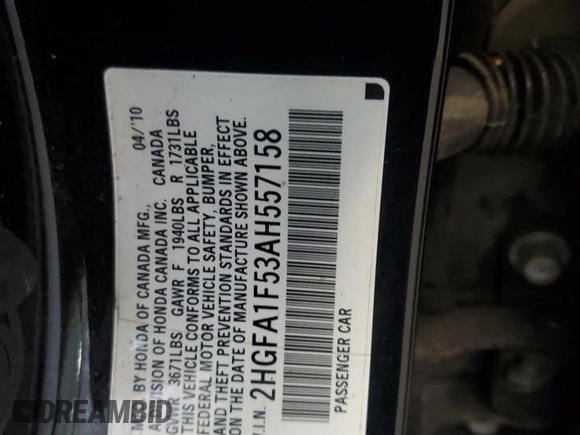 BY HONDA OF CANADA MFG., 04/'10
A DIVISION OF HONDA CANADA INC. CANADA
GVWR 3671LBS GAWR F 1940LBS R 1731LBS
THIS VEHICLE CONFORMS TO ALL APPLICABLE
FEDERAL MOTOR VEHICLE SAFETY, BUMPER,
AND THEFT PREVENTION STANDARDS IN EFFECT
ON THE DATE OF MANUFACTURE SHOWN ABOVE.
V.I.N. 2HGFA1F53AH557158
PASSENGER CAR
DREAMBID